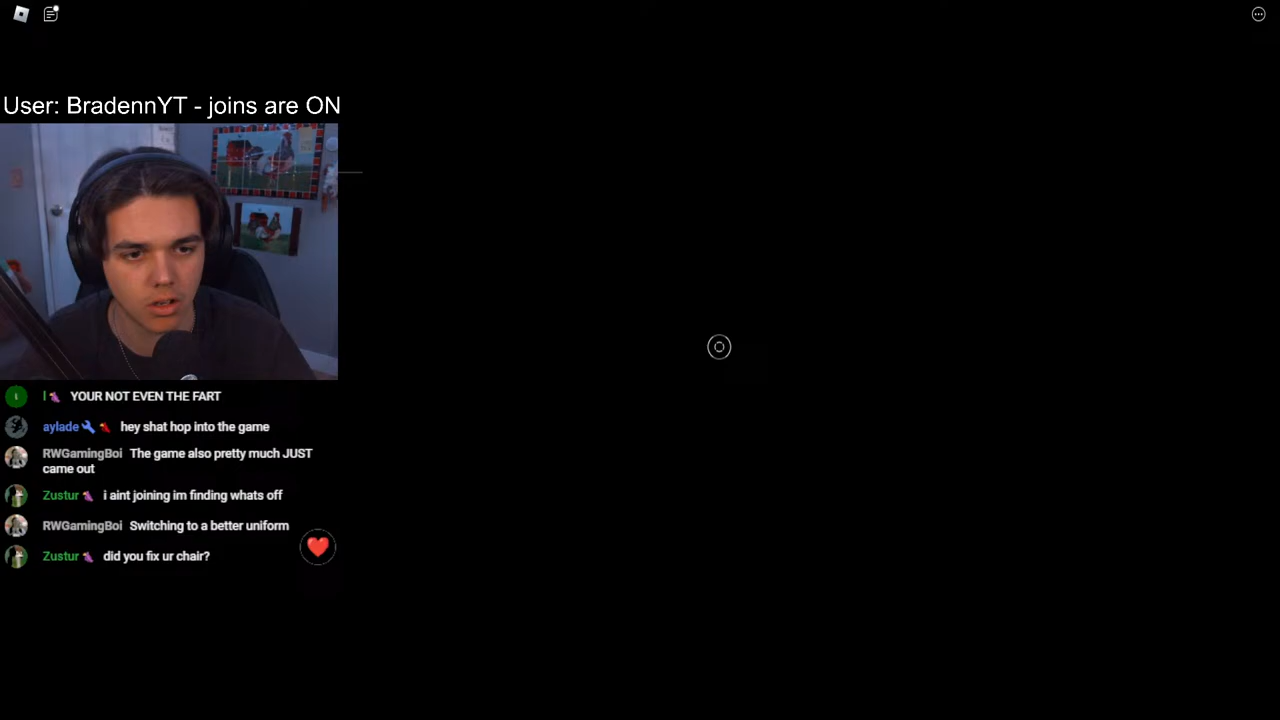 User: BradennYT - joins are ON
l YOUR NOT EVEN THE FART
aylade hey shat hop into the game
RWGamingBoi The game also pretty much JUST
came out
Zustur i aint joining im finding whats off
RWGamingBoi Switching to a better uniform
Zustur did you fix ur chair?